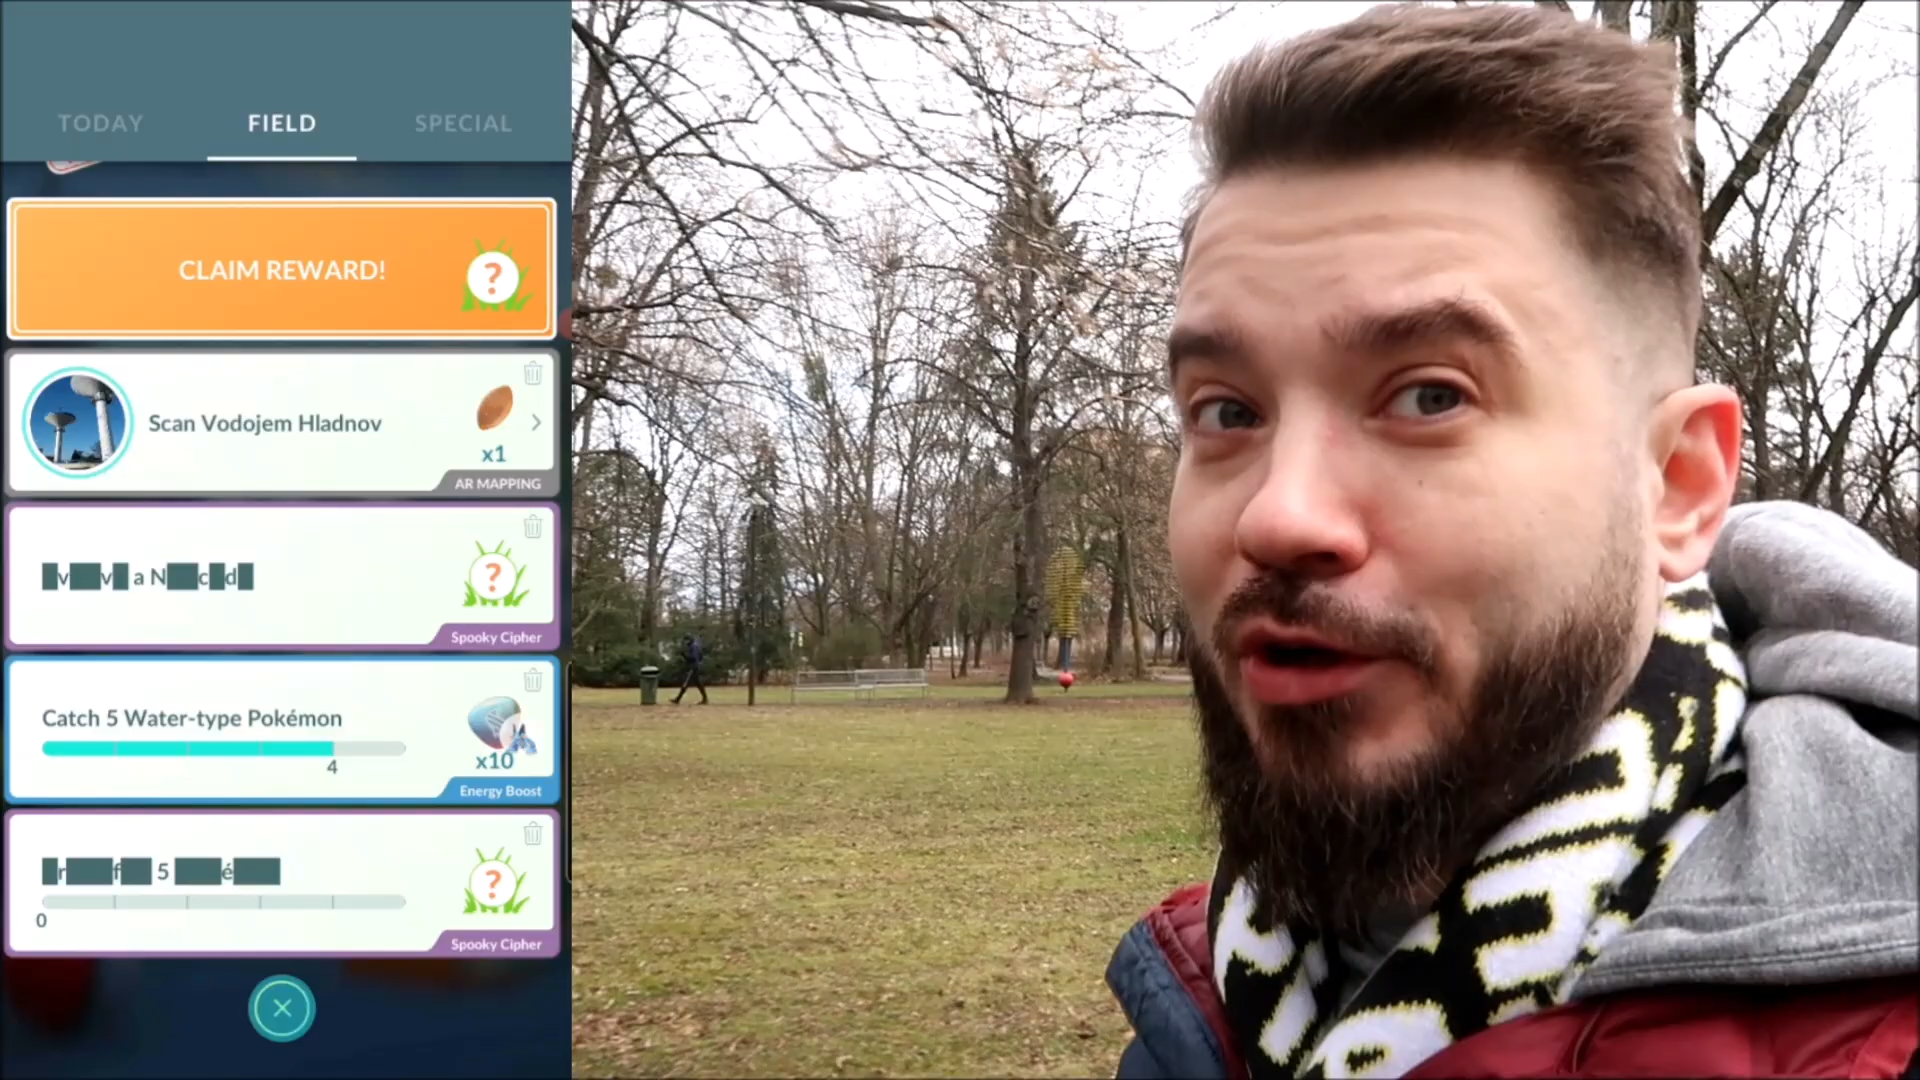 TODAY FIELD SPECIAL
CLAIM REWARD!
?
Scan Vodojem Hladnov
x1
AR MAPPING
█v██v█ a N██c█d█
?
Spooky Cipher
Catch 5 Water-type Pokémon
4
x10
Energy Boost
█r███f██ 5 ███é███
0
?
Spooky Cipher